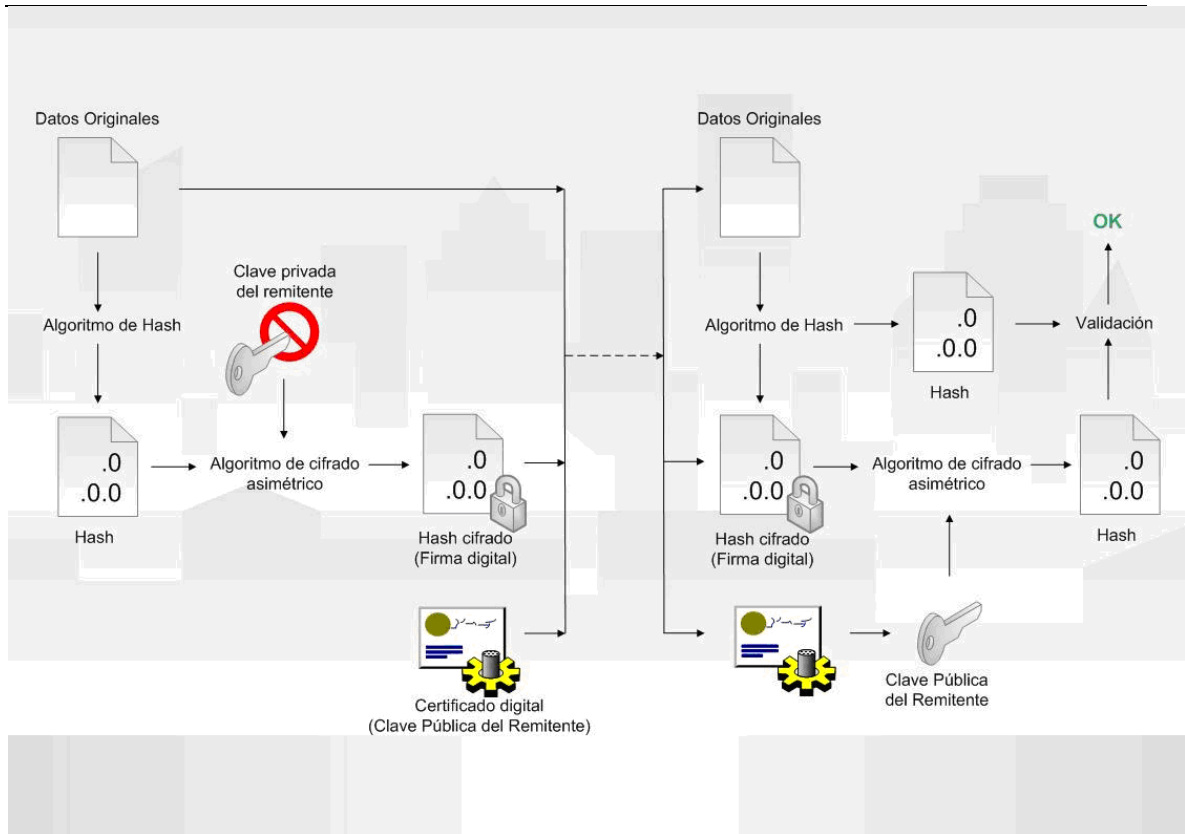 Datos Originales
Algoritmo de Hash
.0
.0.0
Hash
Clave privada
del remitente
Algoritmo de cifrado
asimétrico
.0
.0.0
Hash cifrado
(Firma digital)
Certificado digital
(Clave Pública del Remitente)
Datos Originales
Algoritmo de Hash
.0
.0.0
Hash
OK
Validación
.0
.0.0
Hash cifrado
(Firma digital)
Algoritmo de cifrado
asimétrico
.0
.0.0
Hash
Clave Pública
del Remitente